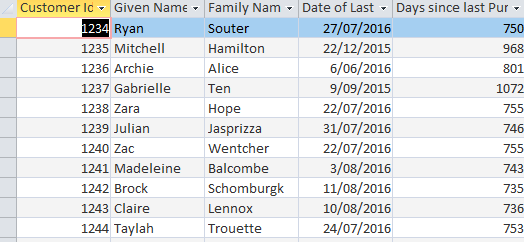 Customer Id Given Name Family Nam Date of Last Days since last Pur
1234 Ryan Souter 27/07/2016 750
1235 Mitchell Hamilton 22/12/2015 968
1236 Archie Alice 6/06/2016 801
1237 Gabrielle Ten 9/09/2015 1072
1238 Zara Hope 22/07/2016 755
1239 Julian Jasprizza 31/07/2016 746
1240 Zac Wentcher 22/07/2016 755
1241 Madeleine Balcombe 3/08/2016 743
1242 Brock Schomburgk 11/08/2016 735
1243 Claire Lennox 10/08/2016 736
1244 Taylah Trouette 24/07/2016 753